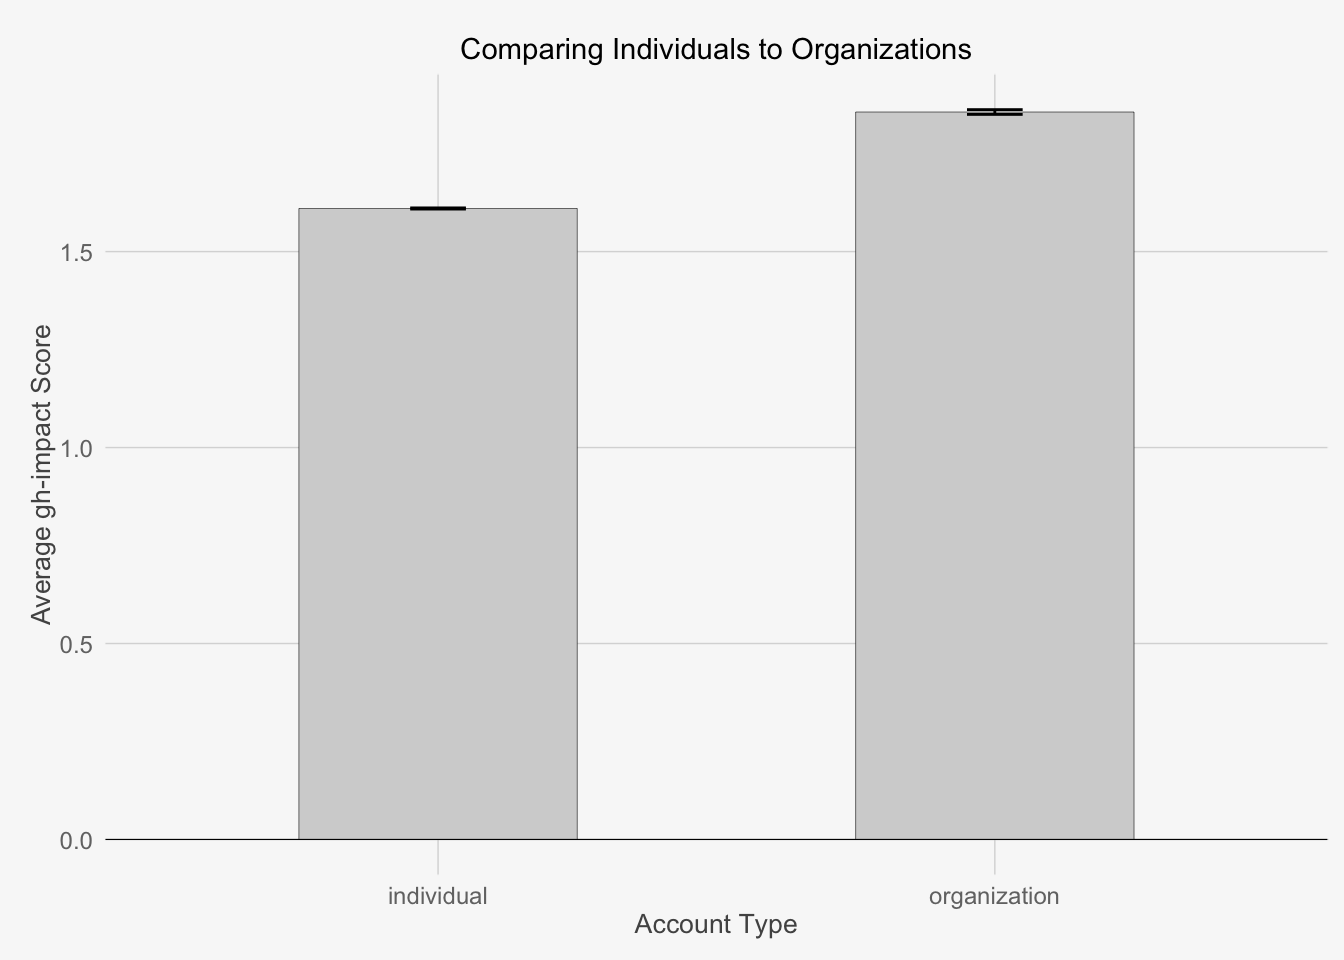 Comparing Individuals to Organizations
Average gh-impact Score
1.5
1.0
0.5
0.0
individual
organization
Account Type